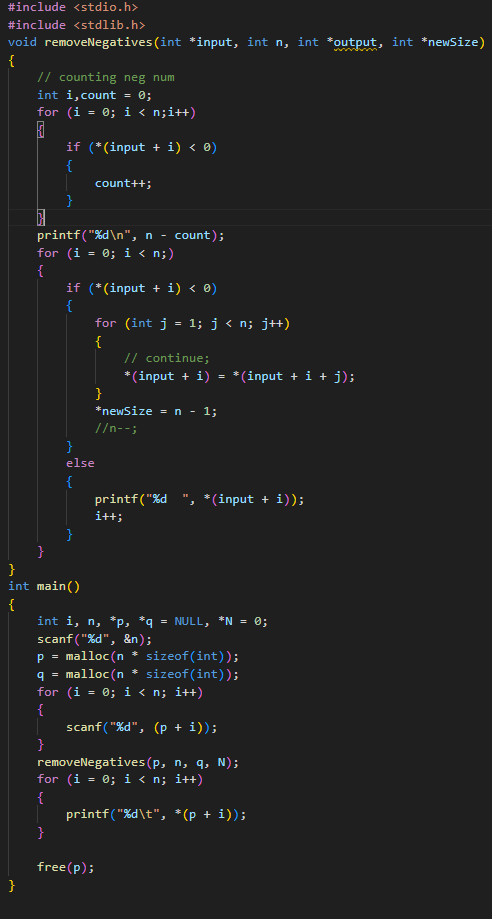 #include <stdio.h>
#include <stdlib.h>
void removeNegatives(int *input, int n, int *output, int *newSize)
{
    // counting neg num
    int i,count = 0;
    for (i = 0; i < n;i++)
    {
        if (*(input + i) < 0)
        {
            count++;
        }
    }
    printf("%d\n", n - count);
    for (i = 0; i < n;)
    {
        if (*(input + i) < 0)
        {
            for (int j = 1; j < n; j++)
            {
                // continue;
                *(input + i) = *(input + i + j);
            }
            *newSize = n - 1;
            //n--;
        }
        else
        {
            printf("%d  ", *(input + i));
            i++;
        }
    }
}
int main()
{
    int i, n, *p, *q = NULL, *N = 0;
    scanf("%d", &n);
    p = malloc(n * sizeof(int));
    q = malloc(n * sizeof(int));
    for (i = 0; i < n; i++)
    {
        scanf("%d", (p + i));
    }
    removeNegatives(p, n, q, N);
    for (i = 0; i < n; i++)
    {
        printf("%d\t", *(p + i));
    }

    free(p);
}